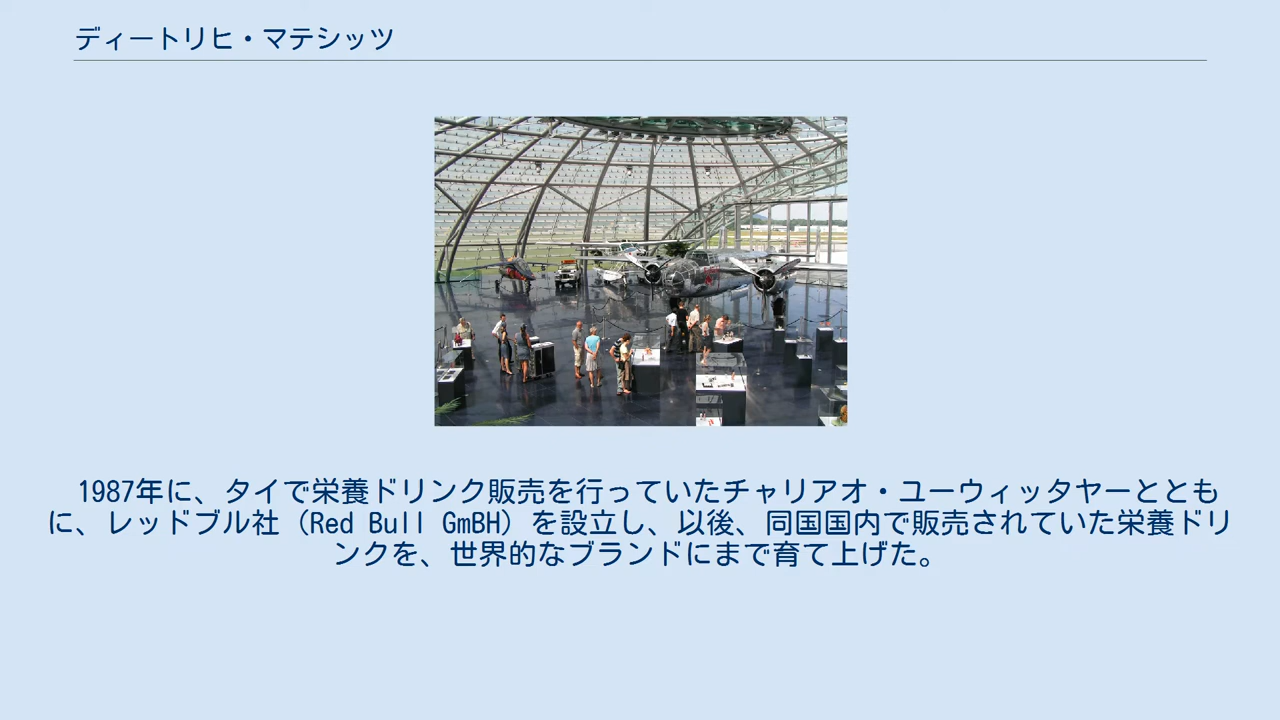 ディートリヒ・マテシッツ
1987年に、タイで栄養ドリンク販売を行っていたチャリアオ・ユーウィッタヤーととも
に、レッドブル社（Red Bull GmBH）を設立し、以後、同国国内で販売されていた栄養ドリ
ンクを、世界的なブランドにまで育て上げた。